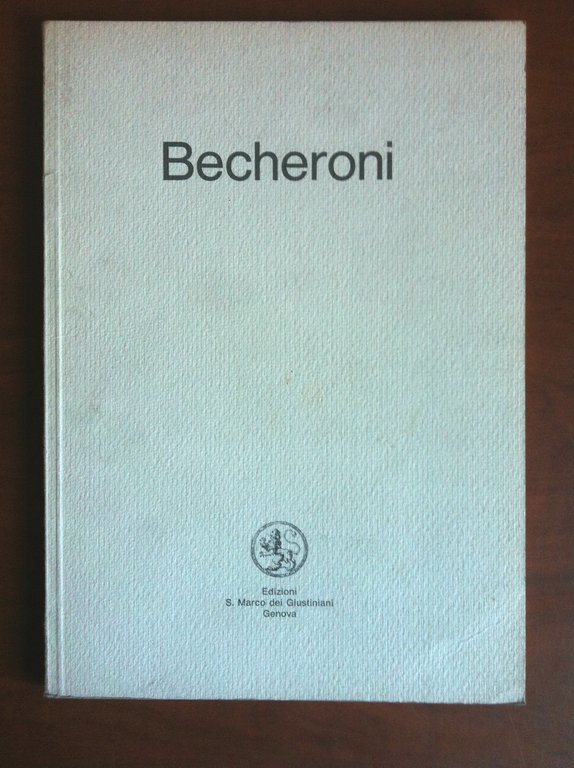 Becheroni
Edizioni
S. Marco dei Giustiniani
Genova